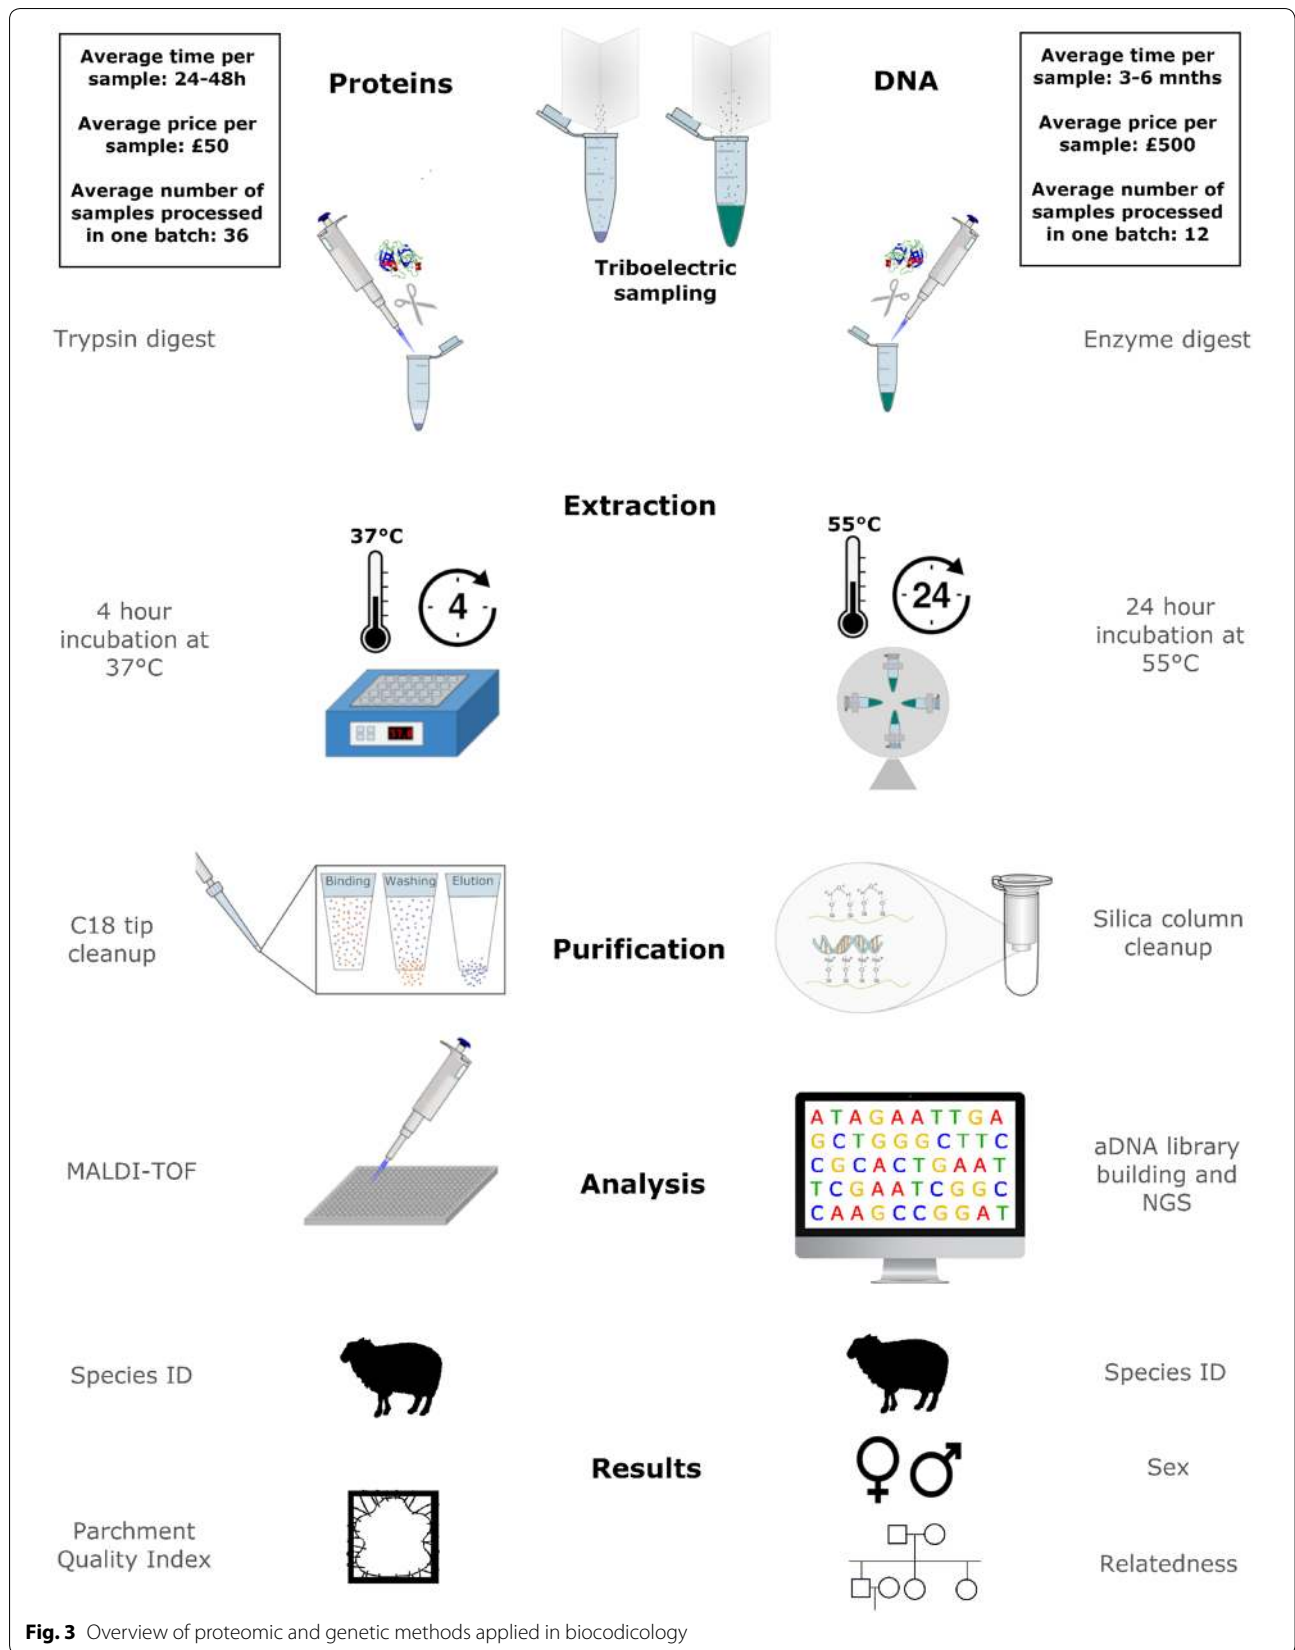 Average time per
sample: 24-48h
Average price per
sample: £50
Average number of
samples processed
in one batch: 36
Proteins
DNA
Average time per
sample: 3-6 mnths
Average price per
sample: £500
Average number of
samples processed
in one batch: 12
Triboelectric
sampling
Trypsin digest
Enzyme digest
Extraction
37°C
4
55°C
24
4 hour
incubation at
37°C
24 hour
incubation at
55°C
Binding Washing Elution
C18 tip
cleanup
Purification
Silica column
cleanup
MALDI-TOF
Analysis
ATAGAATTGA
GCTGGGCTTC
CGCACTGAAT
TCGAATCGGC
CAAGCCGGAT
aDNA library
building and
NGS
Species ID
Species ID
Results
Sex
Parchment
Quality Index
Relatedness
Fig. 3 Overview of proteomic and genetic methods applied in biocodicology